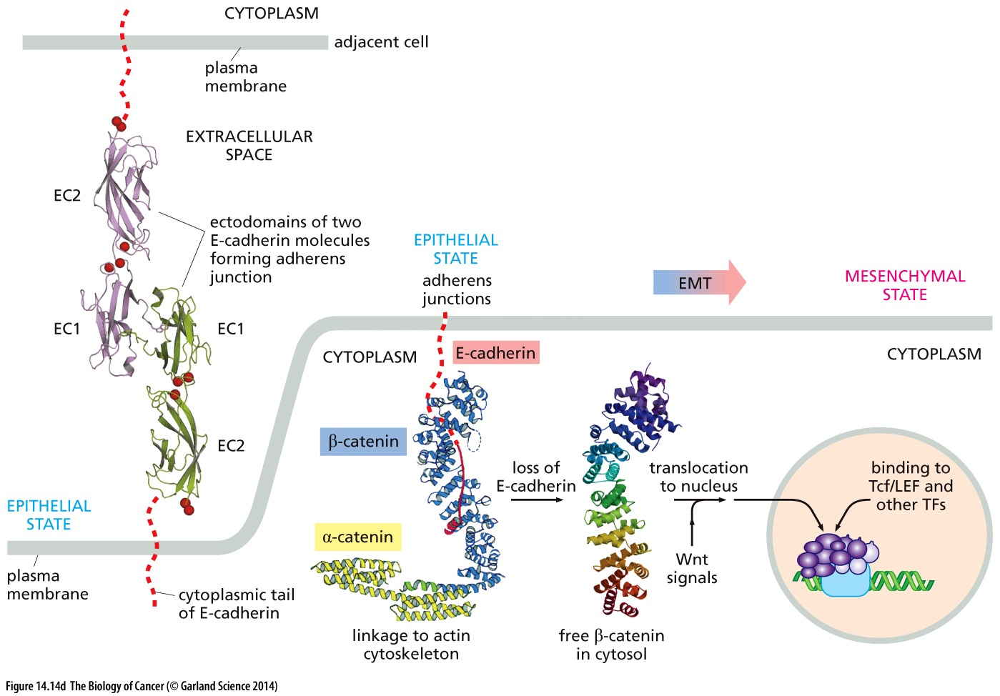 CYTOPLASM
adjacent cell
plasma
membrane
EXTRACELLULAR
SPACE
EC2
ectodomains of two
E-cadherin molecules
forming adherens
junction
EC1
EC1
EC2
EPITHELIAL
STATE
plasma
membrane
cytoplasmic tail
of E-cadherin
EPITHELIAL
STATE
adherens
junctions
EMT
MESENCHYMAL
STATE
CYTOPLASM
E-cadherin
CYTOPLASM
β-catenin
α-catenin
linkage to actin
cytoskeleton
loss of
E-cadherin
free β-catenin
in cytosol
translocation
to nucleus
Wnt
signals
binding to
Tcf/LEF and
other TFs
Figure 14.14d The Biology of Cancer (© Garland Science 2014)